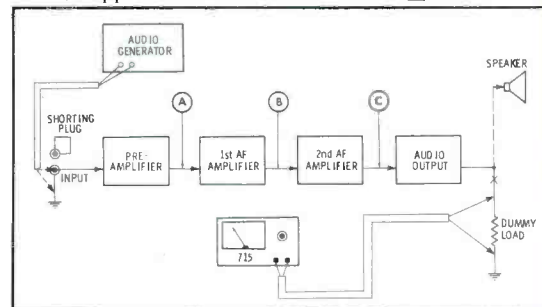 AUDIO
GENERATOR
SPEAKER
SHORTING
PLUG
A
B
C
PRE-
AMPLIFIER
1st AF
AMPLIFIER
2nd AF
AMPLIFIER
AUDIO
OUTPUT
INPUT
715
DUMMY
LOAD